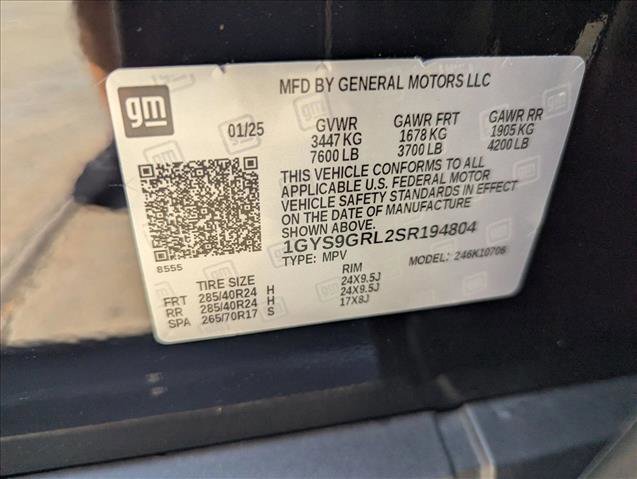 gm
MFD BY GENERAL MOTORS LLC
01/25
GVWR GAWR FRT GAWR RR
3447 KG 1678 KG 1905 KG
7600 LB 3700 LB 4200 LB
THIS VEHICLE CONFORMS TO ALL
APPLICABLE U.S. FEDERAL MOTOR
VEHICLE SAFETY STANDARDS IN EFFECT
ON THE DATE OF MANUFACTURE
SHOWN ABOVE.
1GYS9GRL2SR194804
8555
TYPE: MPV MODEL: 246K10706
TIRE SIZE RIM
FRT 285/40R24 H 24X9.5J
RR 285/40R24 H 24X9.5J
SPA 265/70R17 S 17X8J